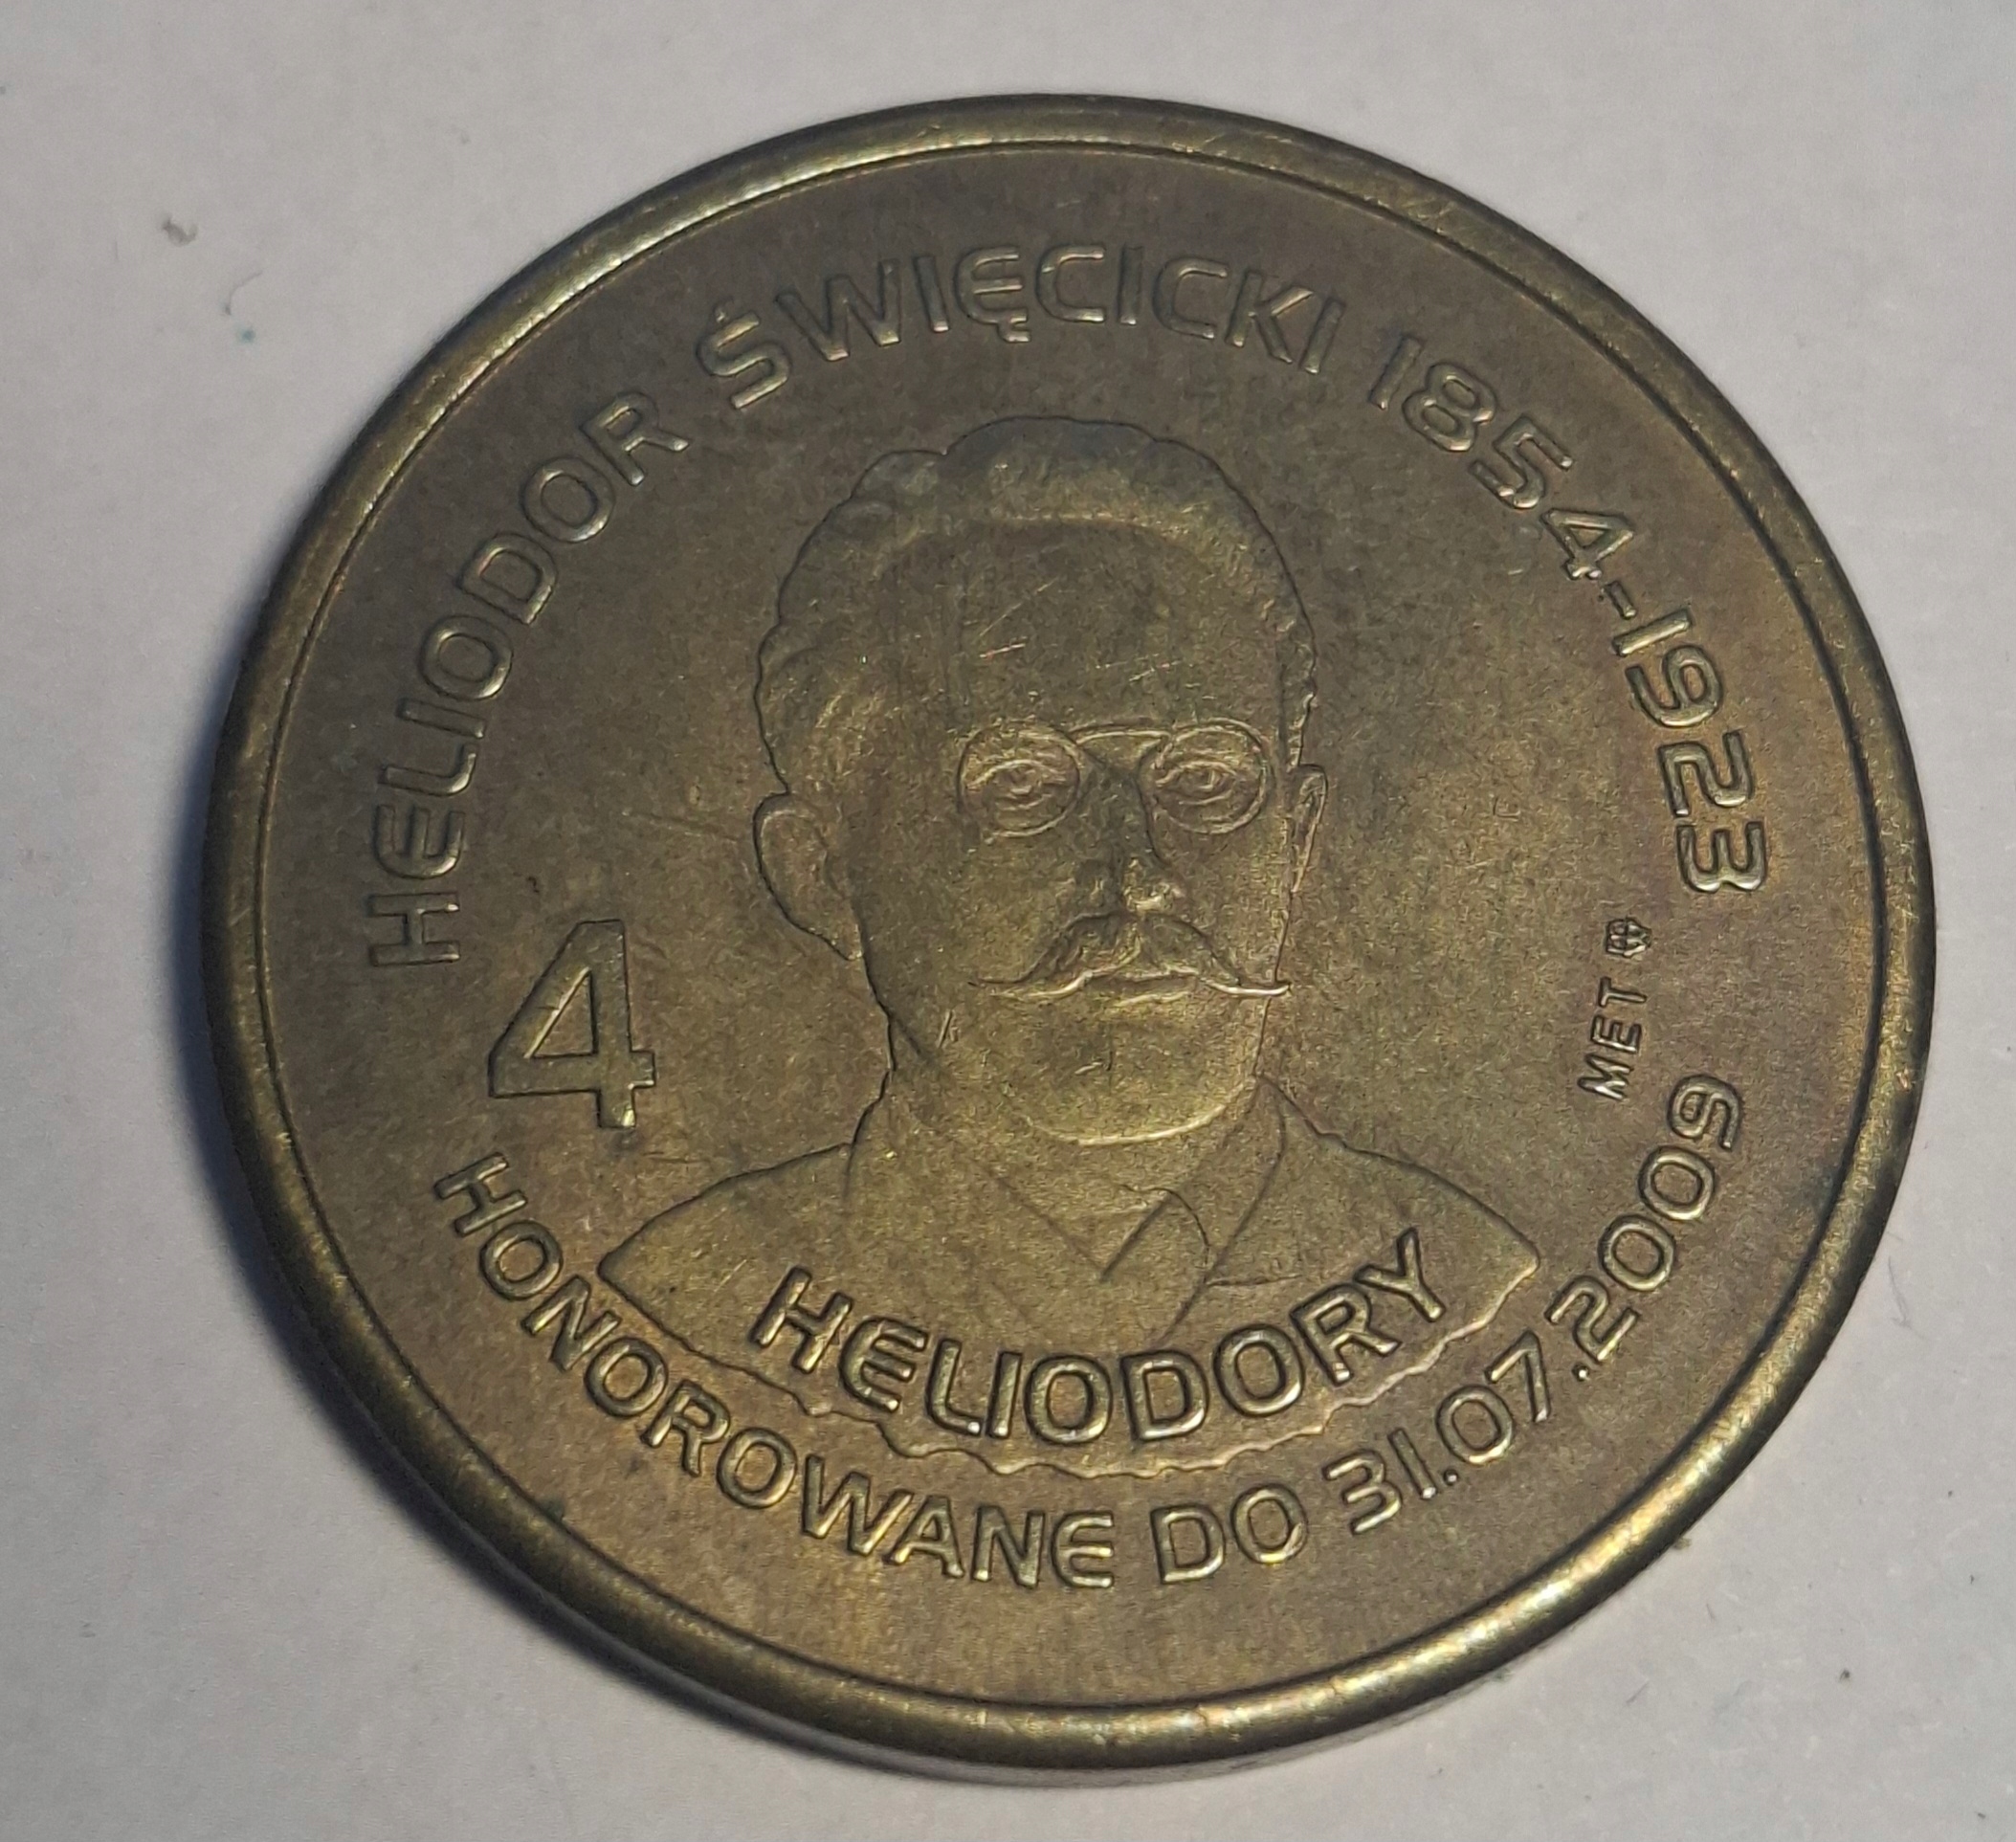 HELIODOR ŚWIĘCICKI 1854-1923
4
MET
HELIODORY
HONOROWANE DO 31.07.2009